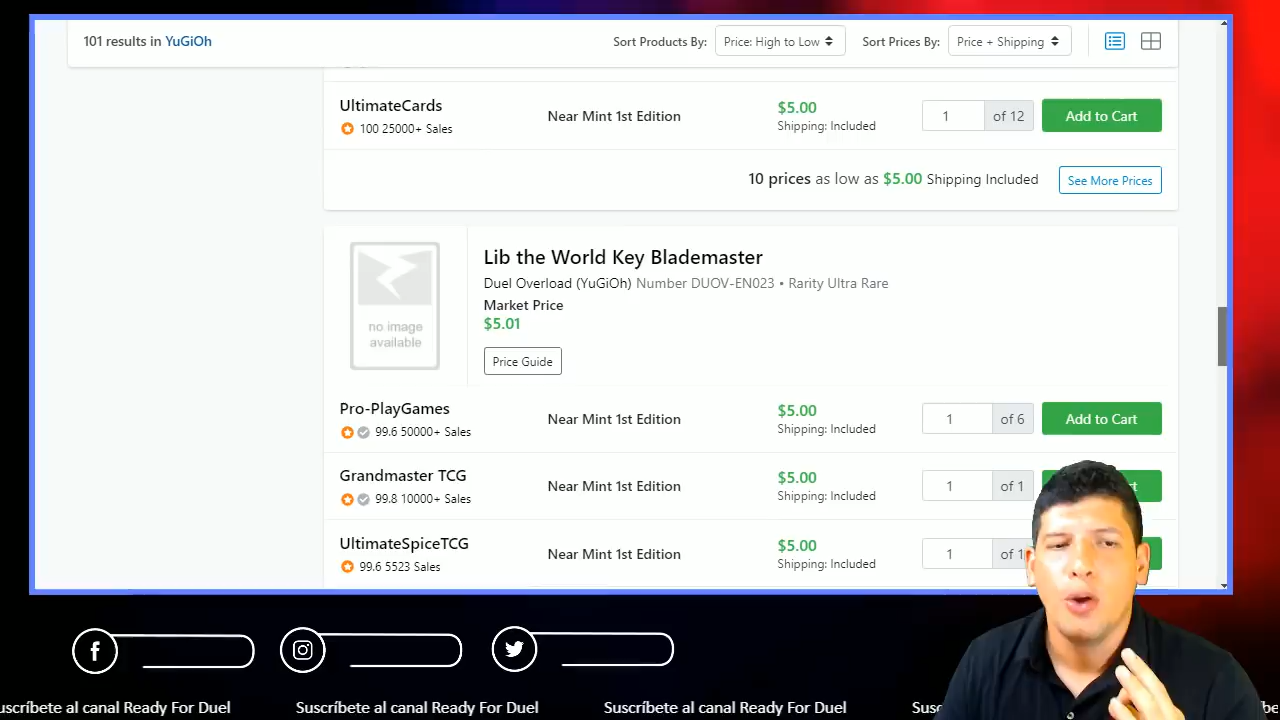 101 results in YuGiOh
Sort Products By: Price: High to Low
Sort Prices By: Price + Shipping
UltimateCards
100 25000+ Sales
Near Mint 1st Edition
$5.00
Shipping: Included
1 of 12
Add to Cart
10 prices as low as $5.00 Shipping Included
See More Prices
no image
available
Lib the World Key Blademaster
Duel Overload (YuGiOh) Number DUOV-EN023 • Rarity Ultra Rare
Market Price
$5.01
Price Guide
Pro-PlayGames
99.6 50000+ Sales
Near Mint 1st Edition
$5.00
Shipping: Included
1 of 6
Add to Cart
Grandmaster TCG
99.8 10000+ Sales
Near Mint 1st Edition
$5.00
Shipping: Included
1 of 1
UltimateSpiceTCG
99.6 5523 Sales
Near Mint 1st Edition
$5.00
Shipping: Included
1 of
uscríbete al canal Ready For Duel Suscríbete al canal Ready For Duel Suscríbete al canal Ready For Duel